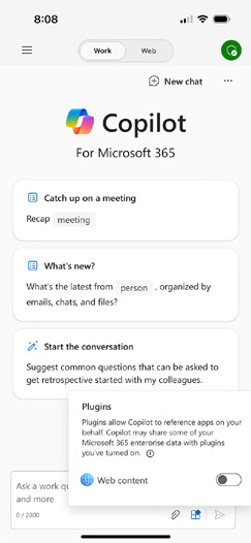 8:08
Work Web
New chat
Copilot
For Microsoft 365
Catch up on a meeting
Recap meeting
What's new?
What's the latest from person , organized by
emails, chats, and files?
Start the conversation
Suggest common questions that can be asked to
get retrospective started with my colleagues.
Plugins
Plugins allow Copilot to reference apps on your
behalf. Copilot may share some of your
Microsoft 365 enterprise data with plugins
you've turned on.
Web content
Ask a work qu
and more
0 / 2000